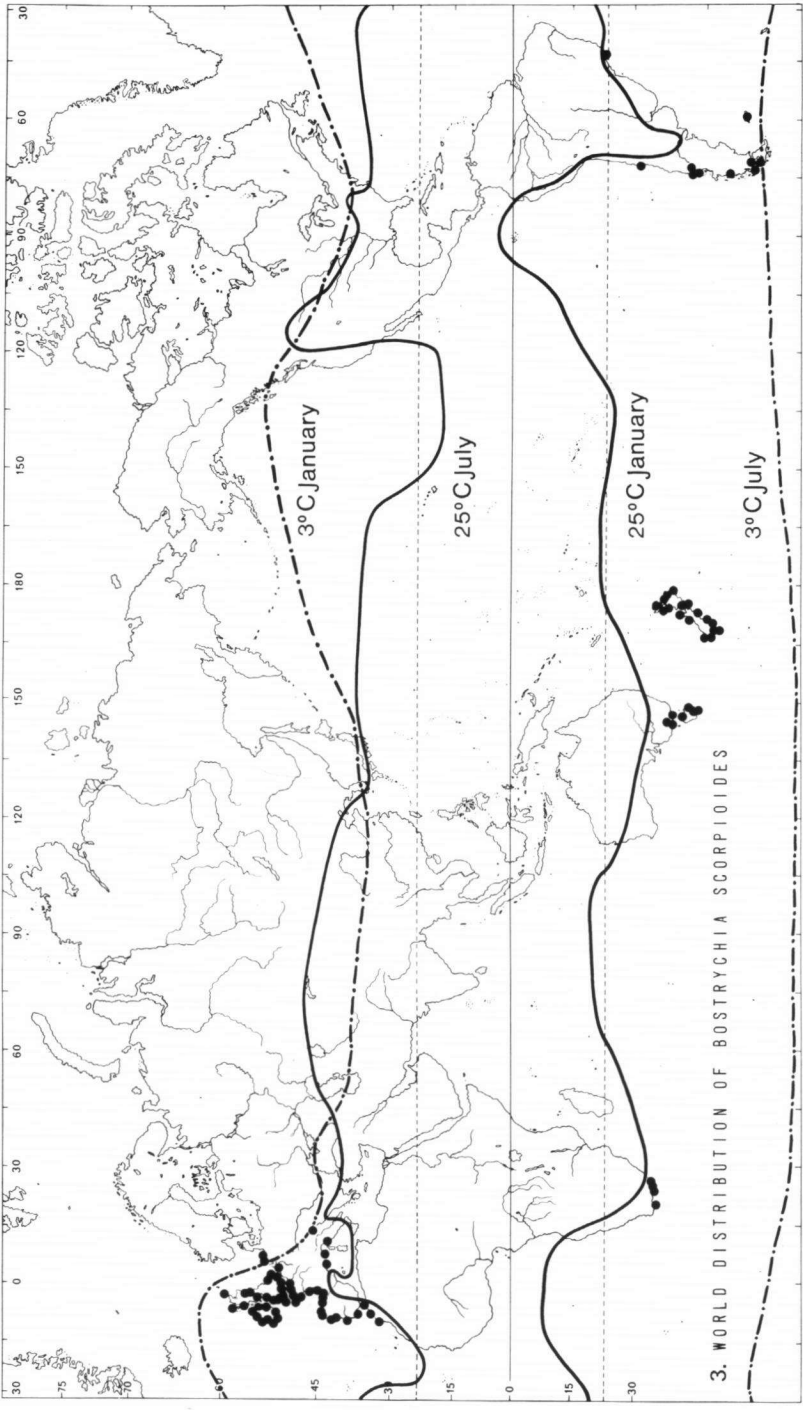 30 0 30 60 90 120 150 180 150 120°G 90 60 30
75
60
45
3
15
0
15
30
3°C January
25°C July
25°C January
3°C July
3. WORLD DISTRIBUTION OF BOSTRYCHIA SCORPIOIDES